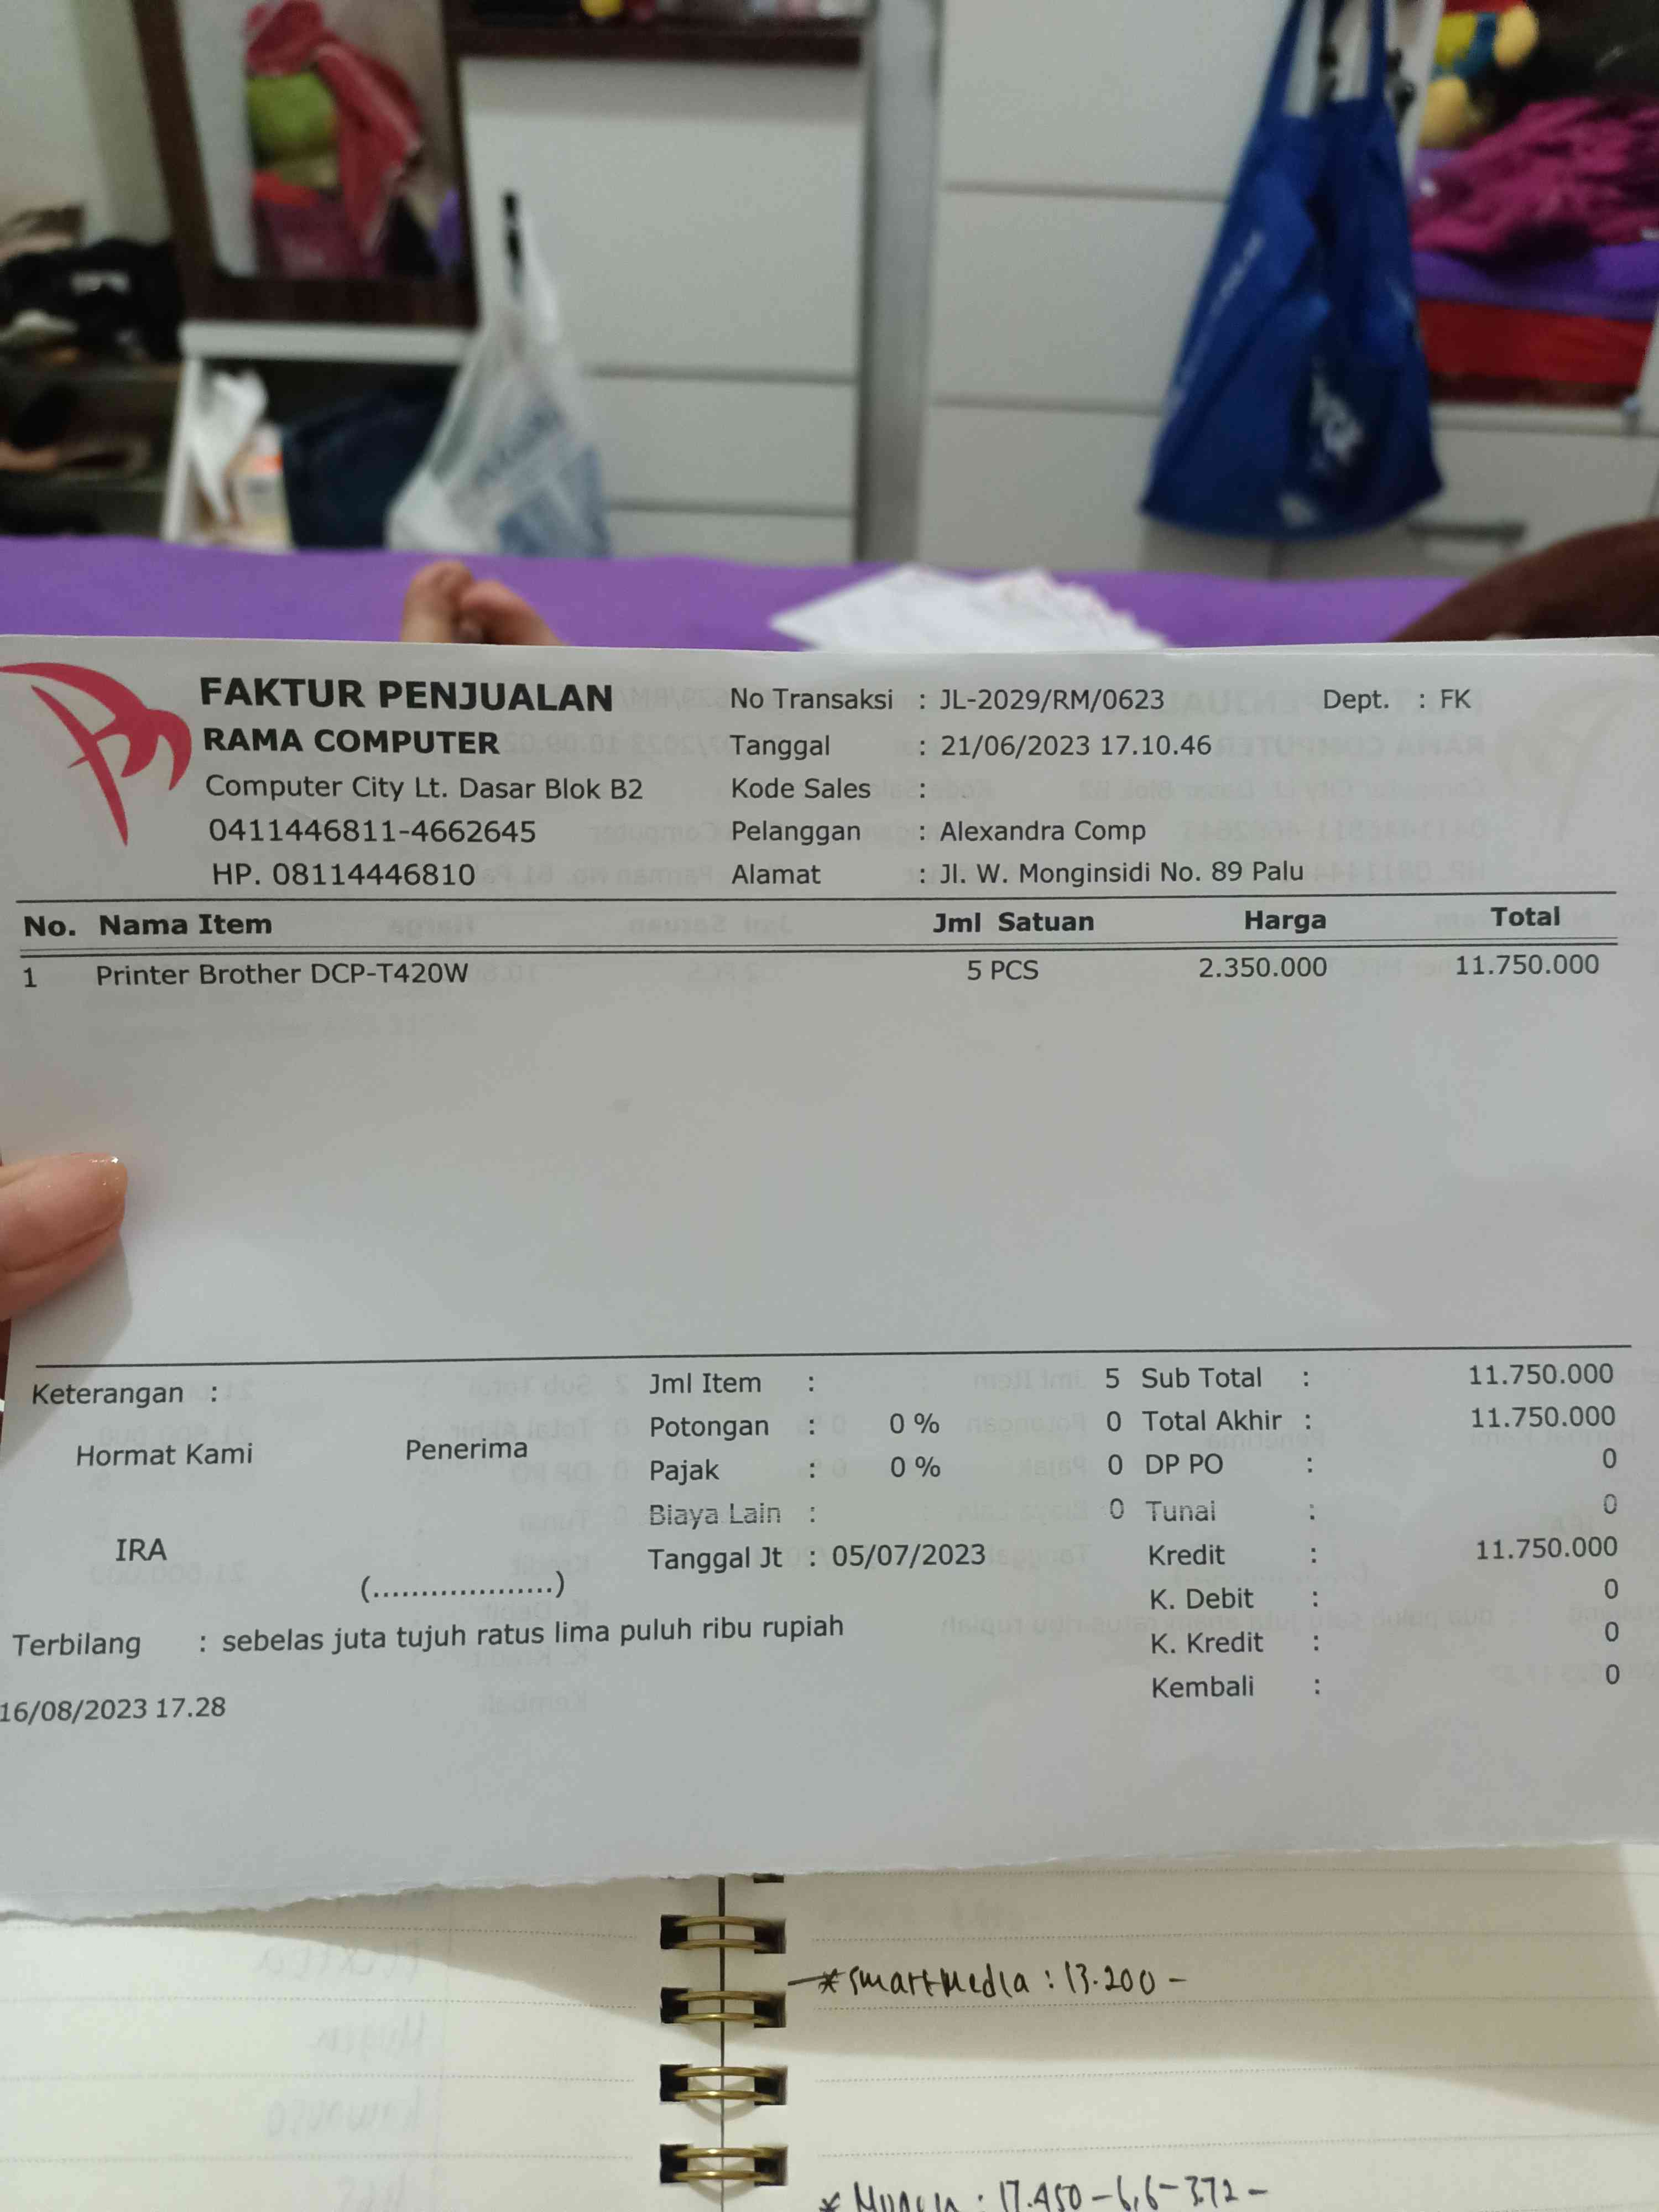 FAKTUR PENJUALAN
RAMA COMPUTER
Computer City Lt. Dasar Blok B2
0411446811-4662645
HP. 08114446810
No Transaksi : JL-2029/RM/0623 Dept. : FK
Tanggal : 21/06/2023 17.10.46
Kode Sales :
Pelanggan : Alexandra Comp
Alamat : Jl. W. Monginsidi No. 89 Palu
No. Nama Item Jml Satuan Harga Total
1 Printer Brother DCP-T420W 5 PCS 2.350.000 11.750.000
Keterangan :
Hormat Kami Penerima
IRA
(...................)
Jml Item : 5
Potongan : 0 % 0
Pajak : 0 % 0
Biaya Lain : 0
Tanggal Jt : 05/07/2023
Sub Total : 11.750.000
Total Akhir : 11.750.000
DP PO : 0
Tunai : 0
Kredit : 11.750.000
K. Debit : 0
K. Kredit : 0
Kembali : 0
Terbilang : sebelas juta tujuh ratus lima puluh ribu rupiah
16/08/2023 17.28
* smartmedia : 13.200 -
* : 17.450 - 6,6 - 372 -